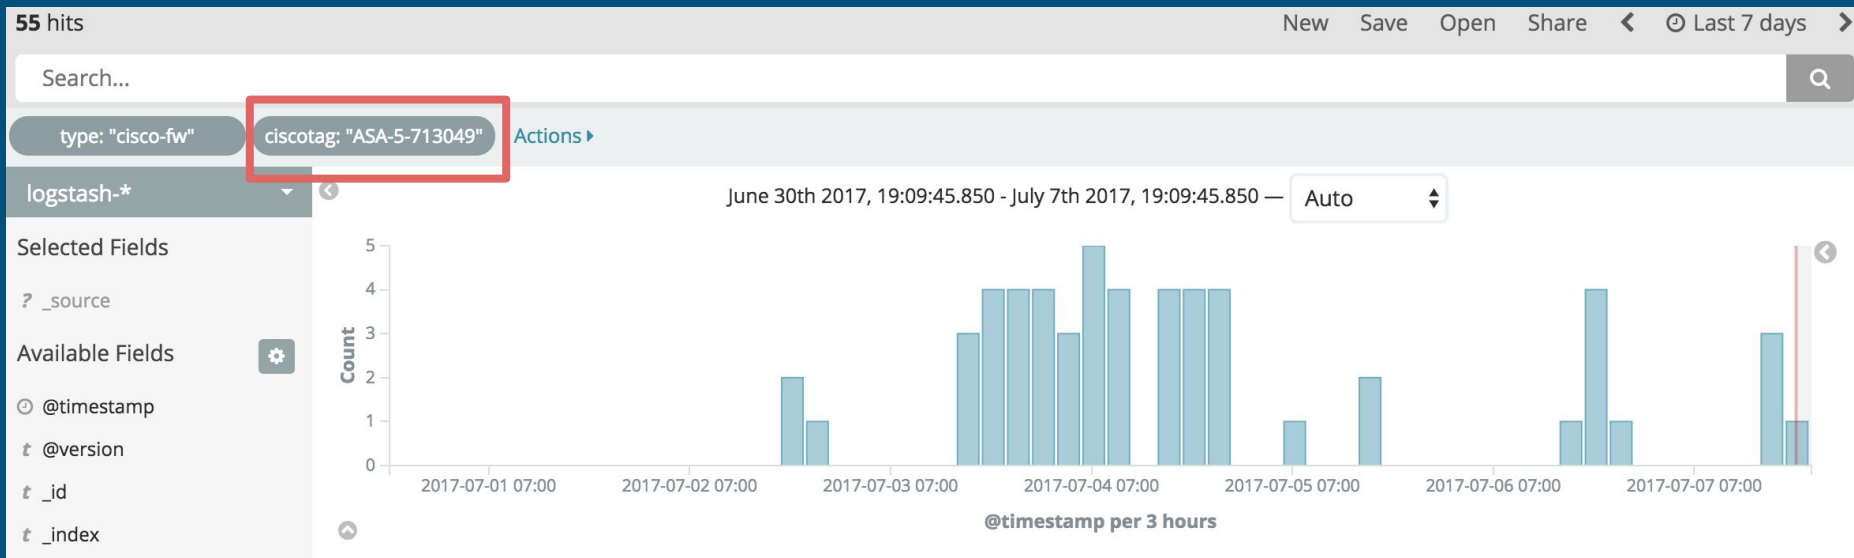 55 hits
New Save Open Share Last 7 days
Search...
type: "cisco-fw" ciscotag: "ASA-5-713049" Actions
logstash-*
June 30th 2017, 19:09:45.850 - July 7th 2017, 19:09:45.850 — Auto
Selected Fields
? _source
Available Fields
@timestamp
t @version
t _id
t _index
Count
5
4
3
2
1
0
2017-07-01 07:00 2017-07-02 07:00 2017-07-03 07:00 2017-07-04 07:00 2017-07-05 07:00 2017-07-06 07:00 2017-07-07 07:00
@timestamp per 3 hours